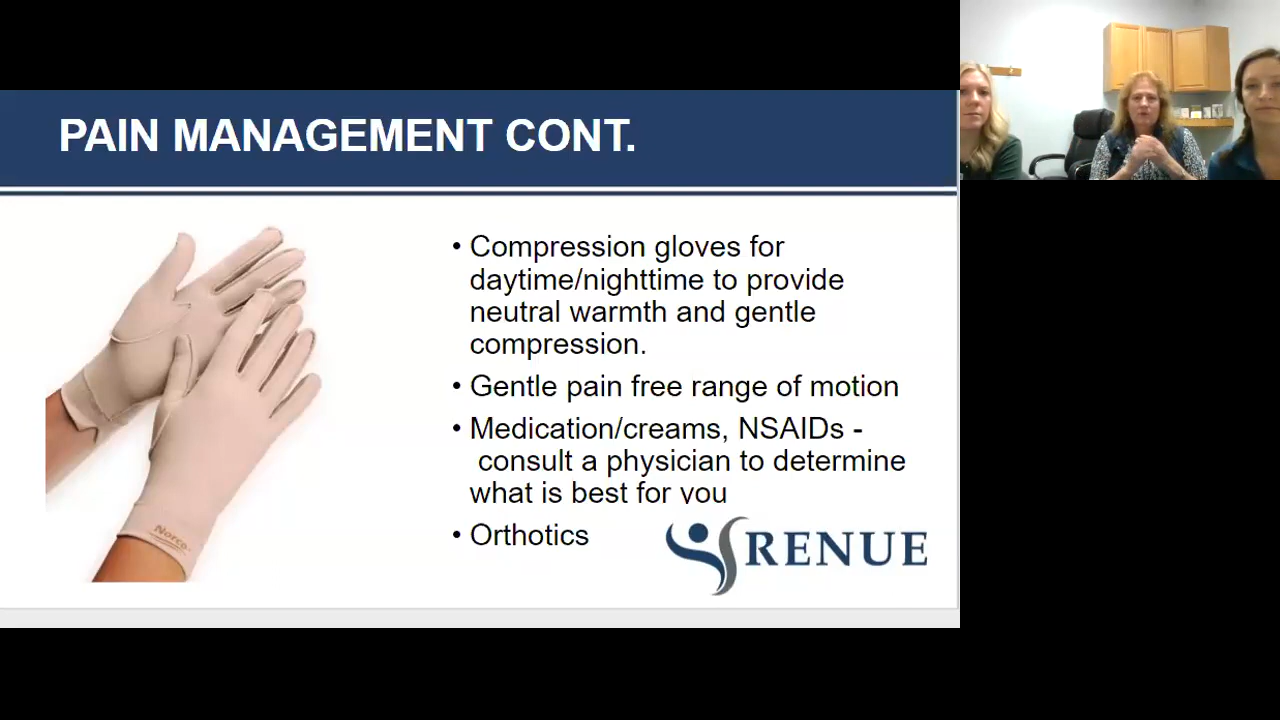 PAIN MANAGEMENT CONT.
• Compression gloves for
daytime/nighttime to provide
neutral warmth and gentle
compression.
• Gentle pain free range of motion
• Medication/creams, NSAIDs -
consult a physician to determine
what is best for you
• Orthotics
Norco
RENUE